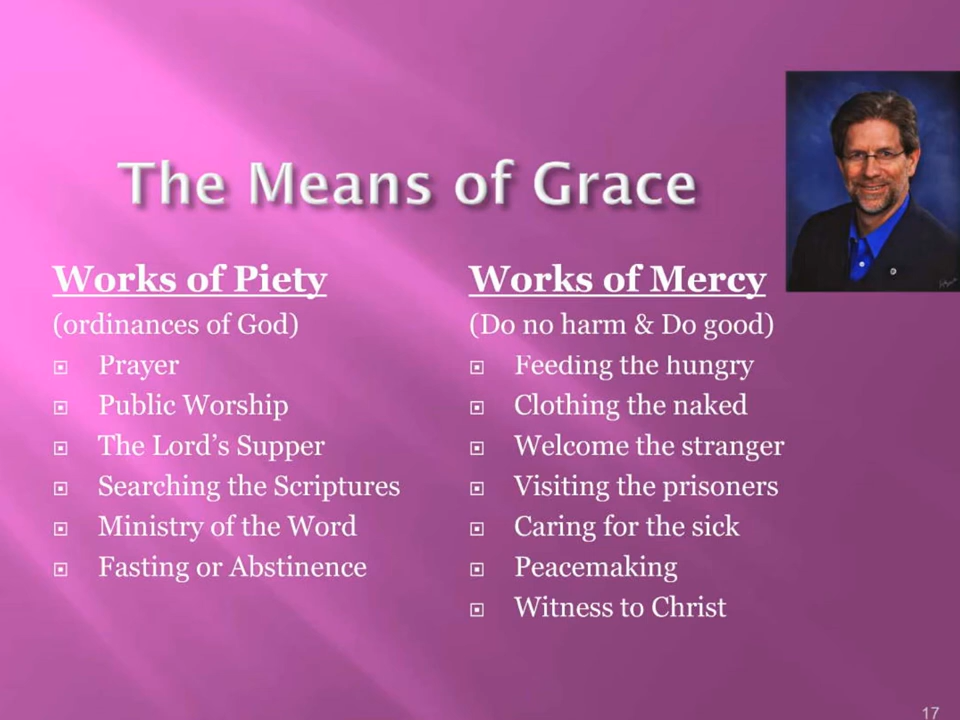 The Means of Grace
Works of Piety
(ordinances of God)
Prayer
Public Worship
The Lord's Supper
Searching the Scriptures
Ministry of the Word
Fasting or Abstinence
Works of Mercy
(Do no harm & Do good)
Feeding the hungry
Clothing the naked
Welcome the stranger
Visiting the prisoners
Caring for the sick
Peacemaking
Witness to Christ
17